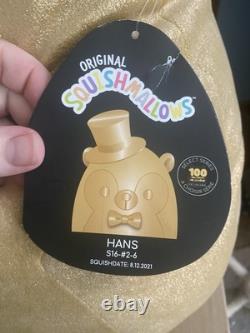 ORIGINAL
SQUISHMALLOWS
SELECT SERIES
100
HANS
S16-#2-6
SQUISHDATE: 8.12.2021